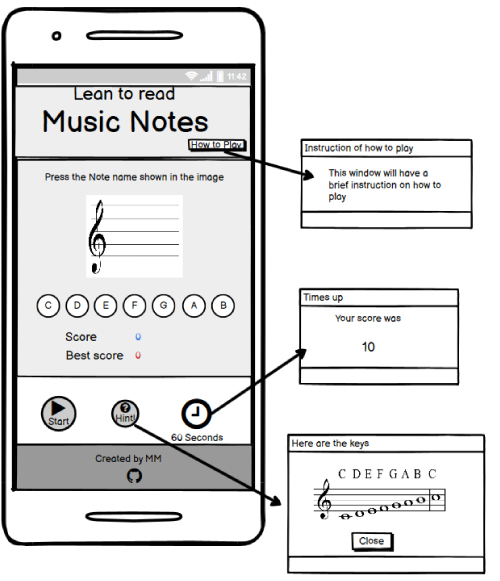 11:42
Lean to read
Music Notes
How to Play
Press the Note name shown in the image
C D E F G A B
Score 0
Best score 0
Start
Hint!
60 Seconds
Created by MM
Instruction of how to play
This window will have a
brief instruction on how to
play
Times up
Your score was
10
Here are the keys
C D E F G A B C
Close